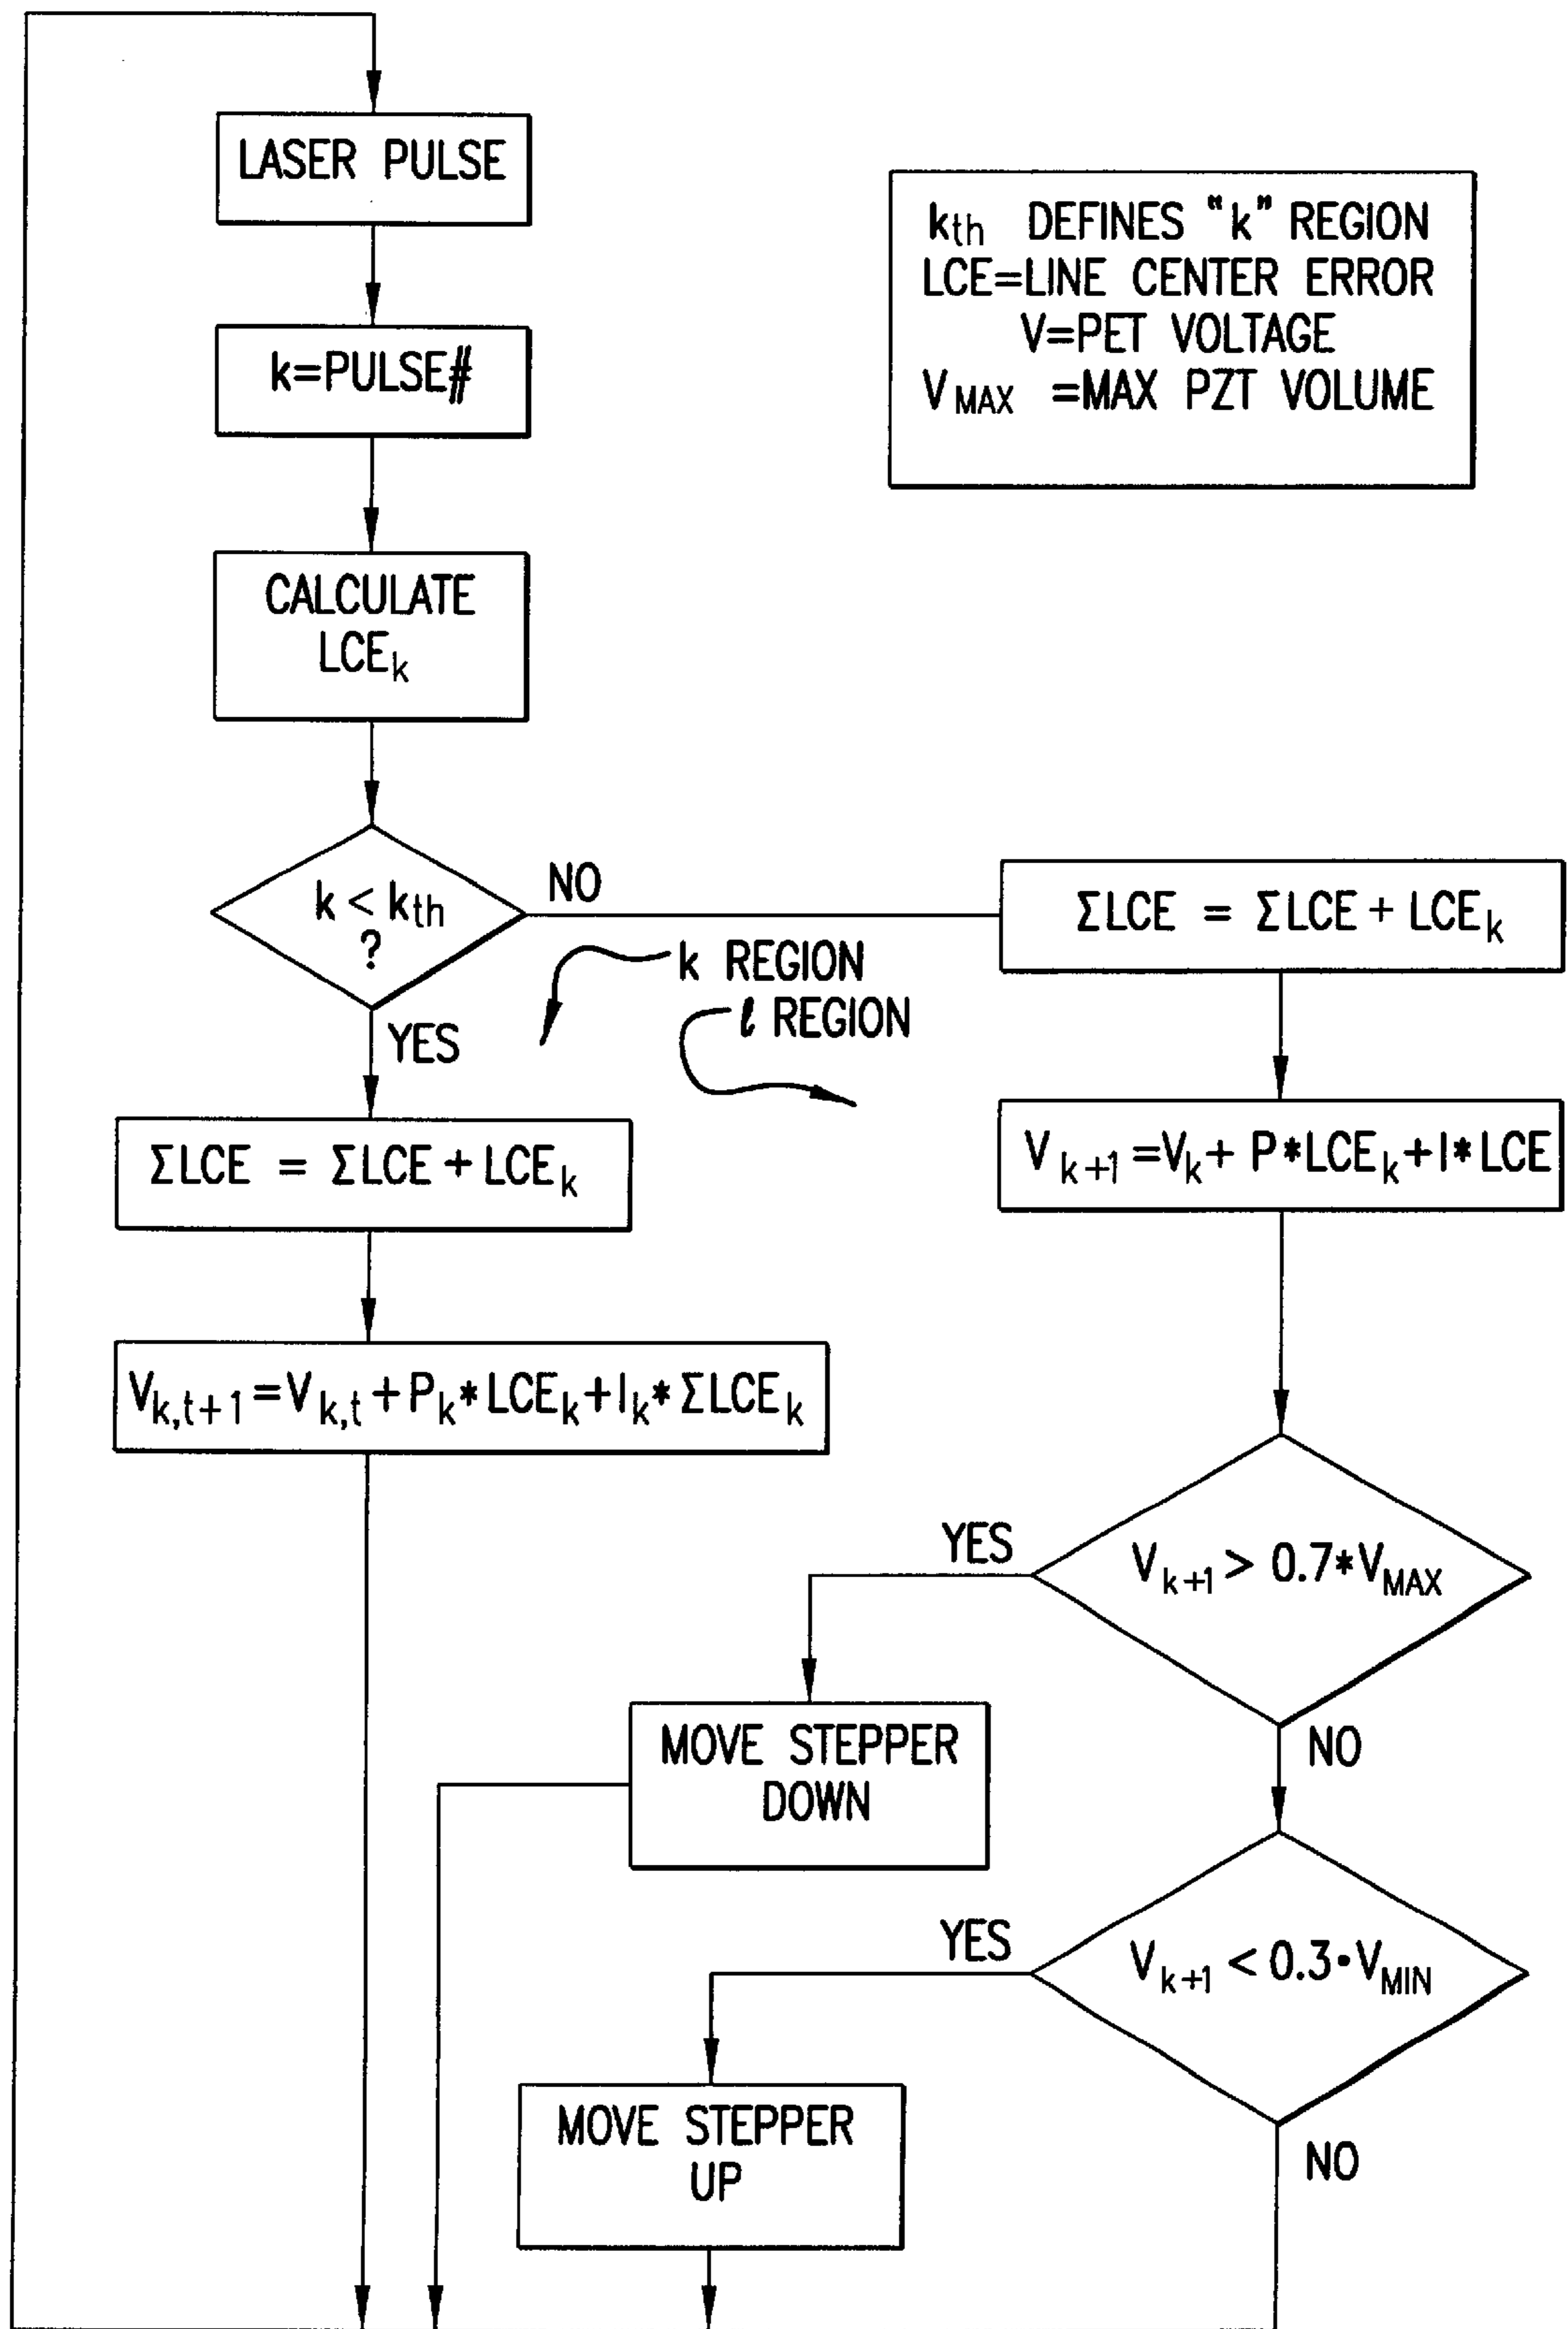 LASER PULSE
k=PULSE#
CALCULATE
LCEk
kth DEFINES "k" REGION
LCE=LINE CENTER ERROR
V=PET VOLTAGE
VMAX =MAX PZT VOLUME
k < kth
?
NO
YES
k REGION
ℓ REGION
ΣLCE = ΣLCE + LCEk
Vk,t+1=Vk,t+Pk*LCEk+Ik*ΣLCEk
ΣLCE = ΣLCE + LCEk
Vk+1=Vk+ P*LCEk+I*LCE
Vk+1 > 0.7*VMAX
YES
NO
MOVE STEPPER
DOWN
Vk+1 < 0.3•VMIN
YES
NO
MOVE STEPPER
UP